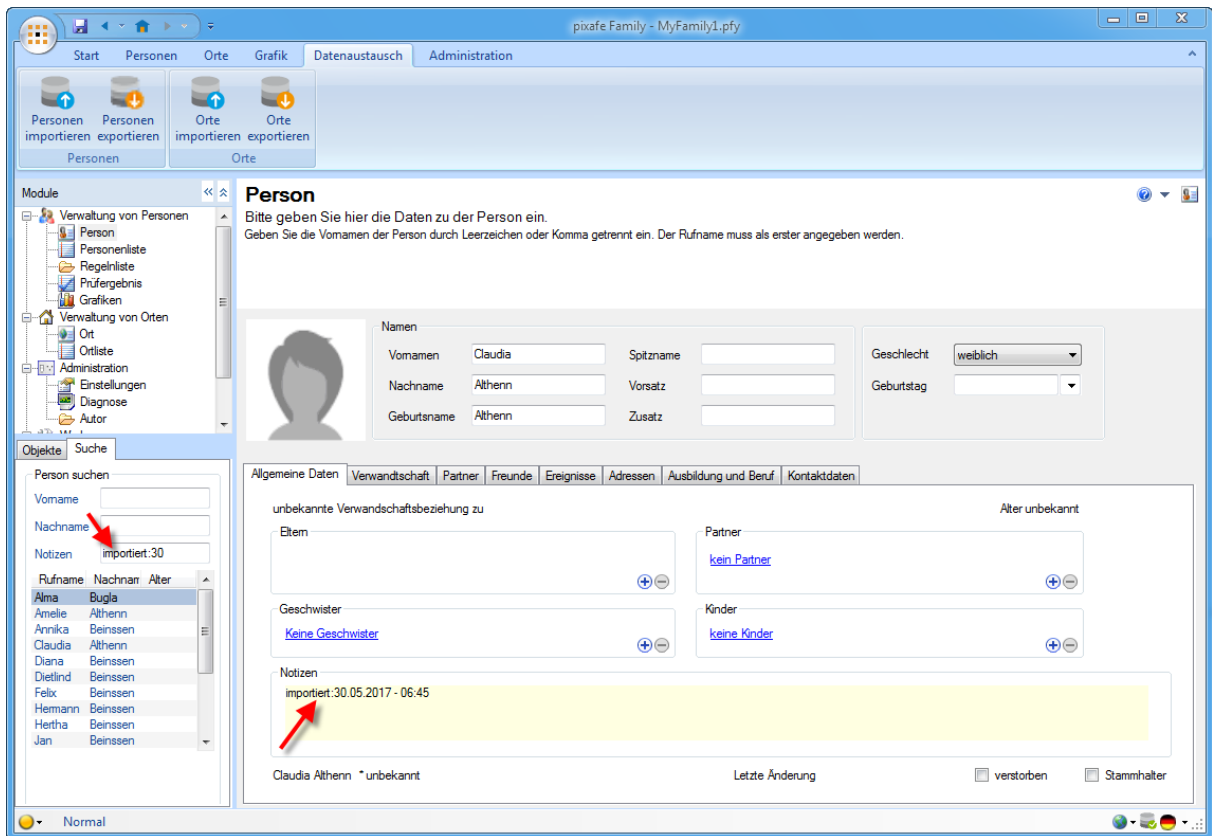 pixafe Family - MyFamily1.pfy
Start Personen Orte Grafik Datenaustausch Administration
Personen importieren
Personen exportieren
Orte importieren
Orte exportieren
Personen
Orte
Module
Verwaltung von Personen
Person
Personenliste
Regelnliste
Prüfergebnis
Grafiken
Verwaltung von Orten
Ort
Ortliste
Administration
Einstellungen
Diagnose
Autor
Objekte Suche
Person suchen
Vorname
Nachname
Notizen importiert:30
Rufname Nachnam Alter
Alma Bugla
Amelie Althenn
Annika Beinssen
Claudia Althenn
Diana Beinssen
Dietlind Beinssen
Felix Beinssen
Hermann Beinssen
Hertha Beinssen
Jan Beinssen
Person
Bitte geben Sie hier die Daten zu der Person ein.
Geben Sie die Vornamen der Person durch Leerzeichen oder Komma getrennt ein. Der Rufname muss als erster angegeben werden.
Namen
Vornamen Claudia Spitzname
Nachname Althenn Vorsatz
Geburtsname Althenn Zusatz
Geschlecht weiblich
Geburtstag
Allgemeine Daten Verwandtschaft Partner Freunde Ereignisse Adressen Ausbildung und Beruf Kontaktdaten
unbekannte Verwandschaftsbeziehung zu Alter unbekannt
Eltern Partner
kein Partner
Geschwister Kinder
Keine Geschwister keine Kinder
Notizen
importiert:30.05.2017 - 06:45
Claudia Althenn * unbekannt Letzte Änderung verstorben Stammhalter
Normal